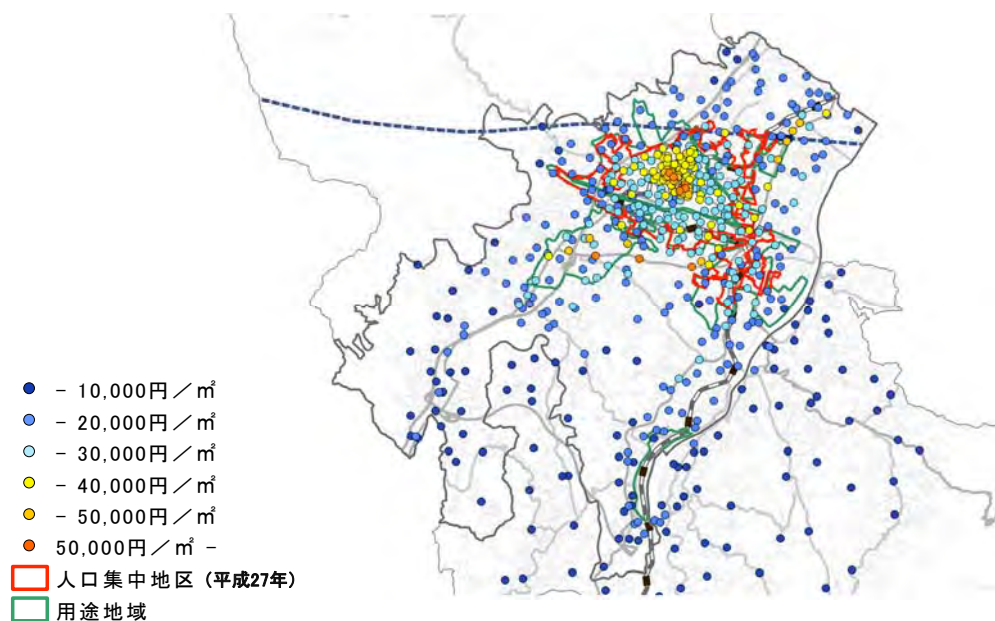 - 10,000円／㎡
- 20,000円／㎡
- 30,000円／㎡
- 40,000円／㎡
- 50,000円／㎡
50,000円／㎡ -
人口集中地区（平成27年）
用途地域